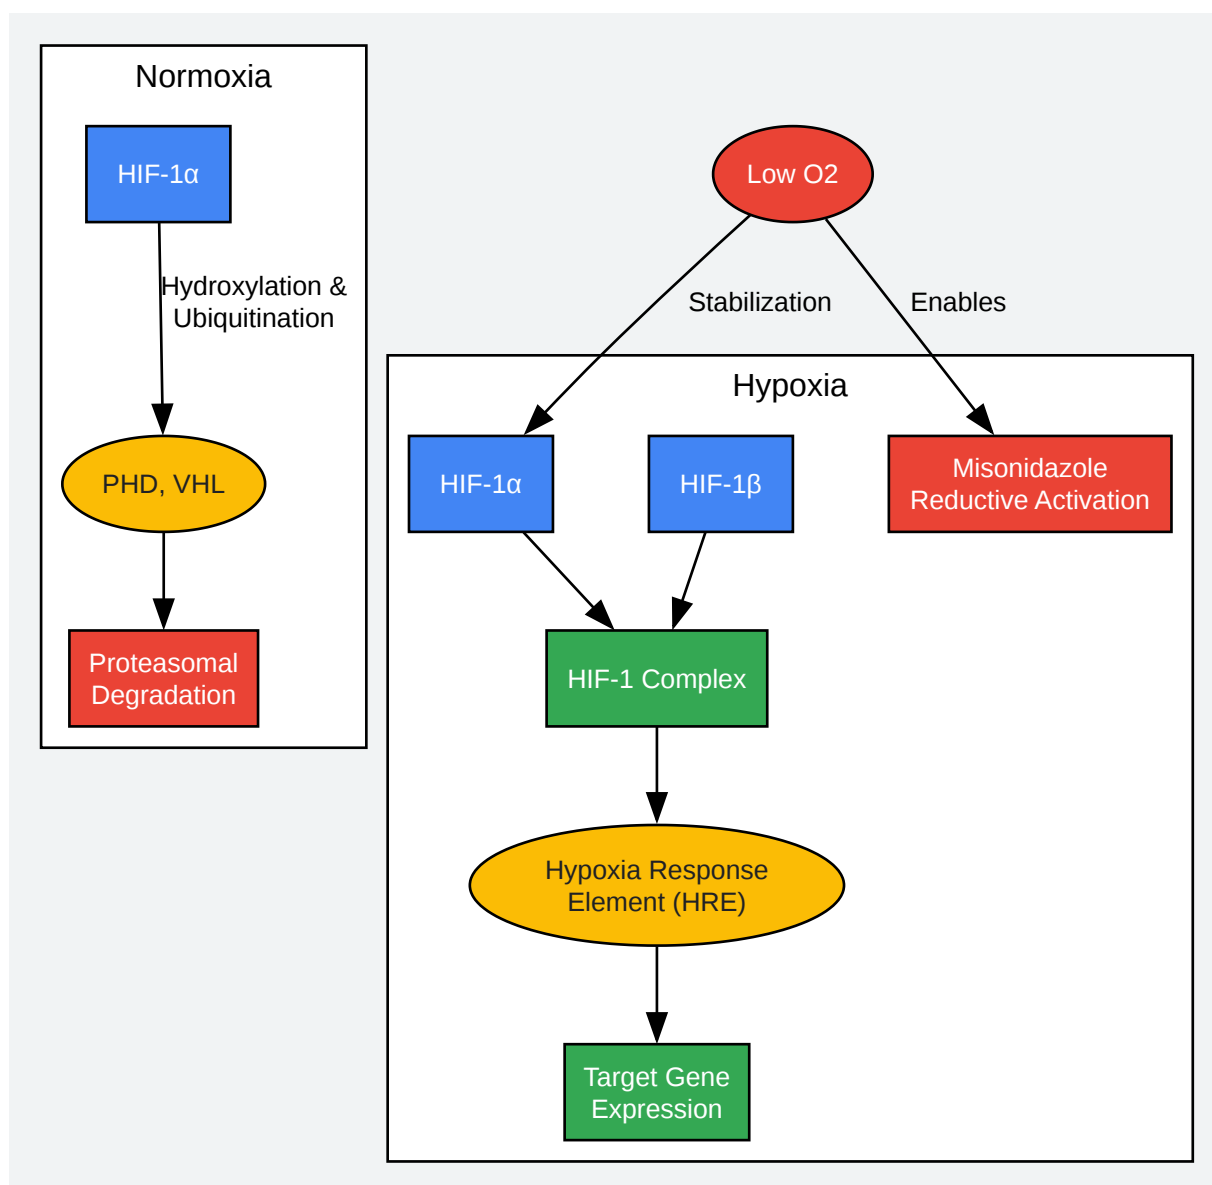 Normoxia
HIF-1α
Hydroxylation &
Ubiquitination
PHD, VHL
Proteasomal
Degradation
Low O2
Stabilization
Enables
Hypoxia
HIF-1α
HIF-1β
Misonidazole
Reductive Activation
HIF-1 Complex
Hypoxia Response
Element (HRE)
Target Gene
Expression